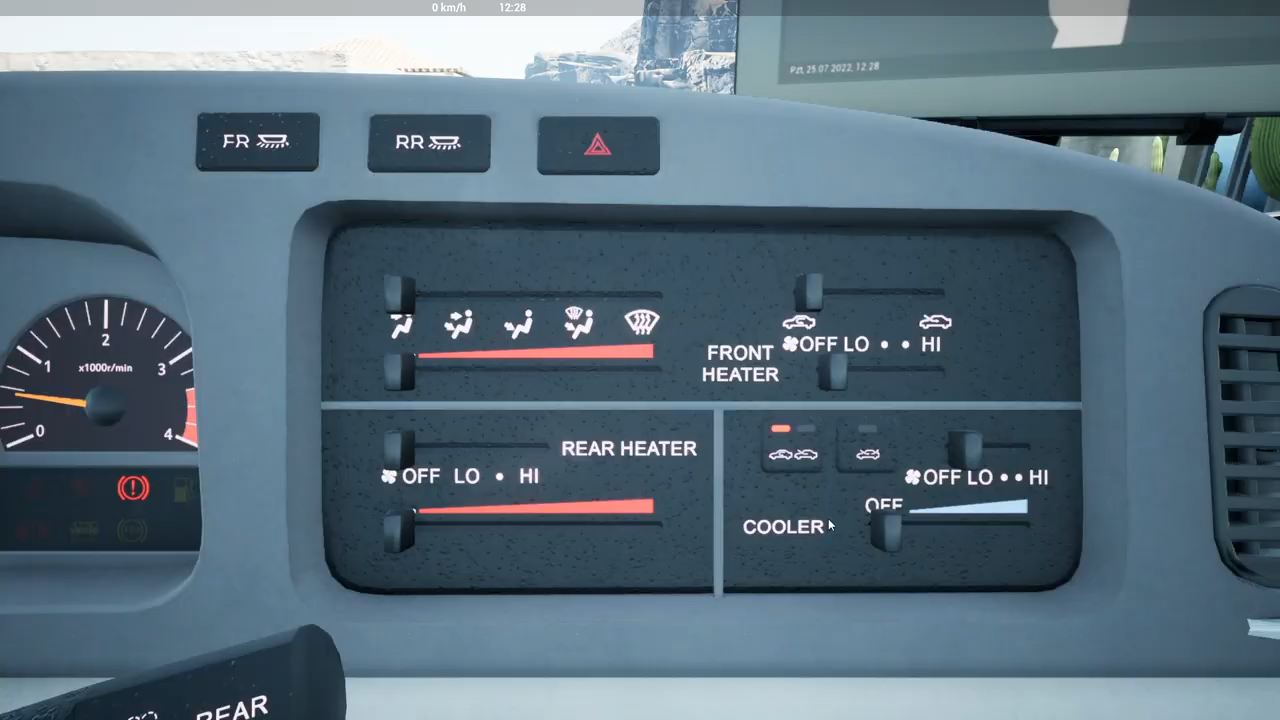 0 km/h 12:28
Pzt, 25.07.2022, 12:28
FR
RR
OFF LO • • HI
FRONT
HEATER
x1000r/min
0 1 2 3 4
REAR HEATER
OFF LO • HI
OFF LO • • HI
OFF
COOLER
REAR